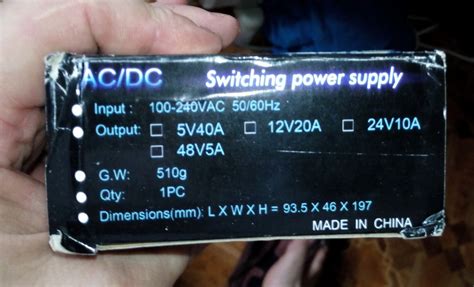 AC/DC Switching power supply
Input : 100-240VAC 50/60Hz
Output: 5V40A 12V20A 24V10A
48V5A
G.W: 510g
Qty: 1PC
Dimensions(mm): L X W X H = 93.5 X 46 X 197
MADE IN CHINA